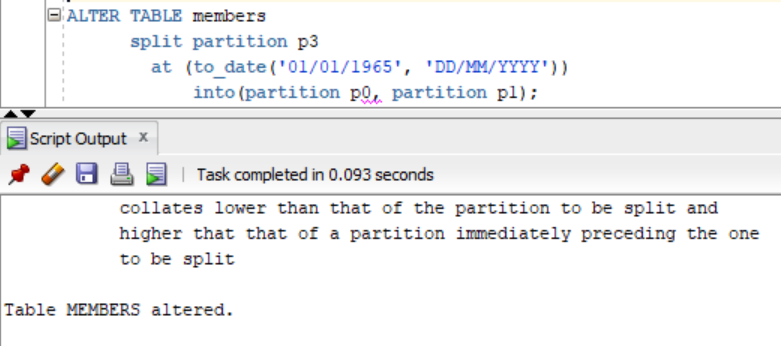 ALTER TABLE members
split partition p3
at (to_date('01/01/1965', 'DD/MM/YYYY'))
into(partition p0, partition p1);
Script Output x
Task completed in 0.093 seconds
collates lower than that of the partition to be split and
higher that that of a partition immediately preceding the one
to be split
Table MEMBERS altered.